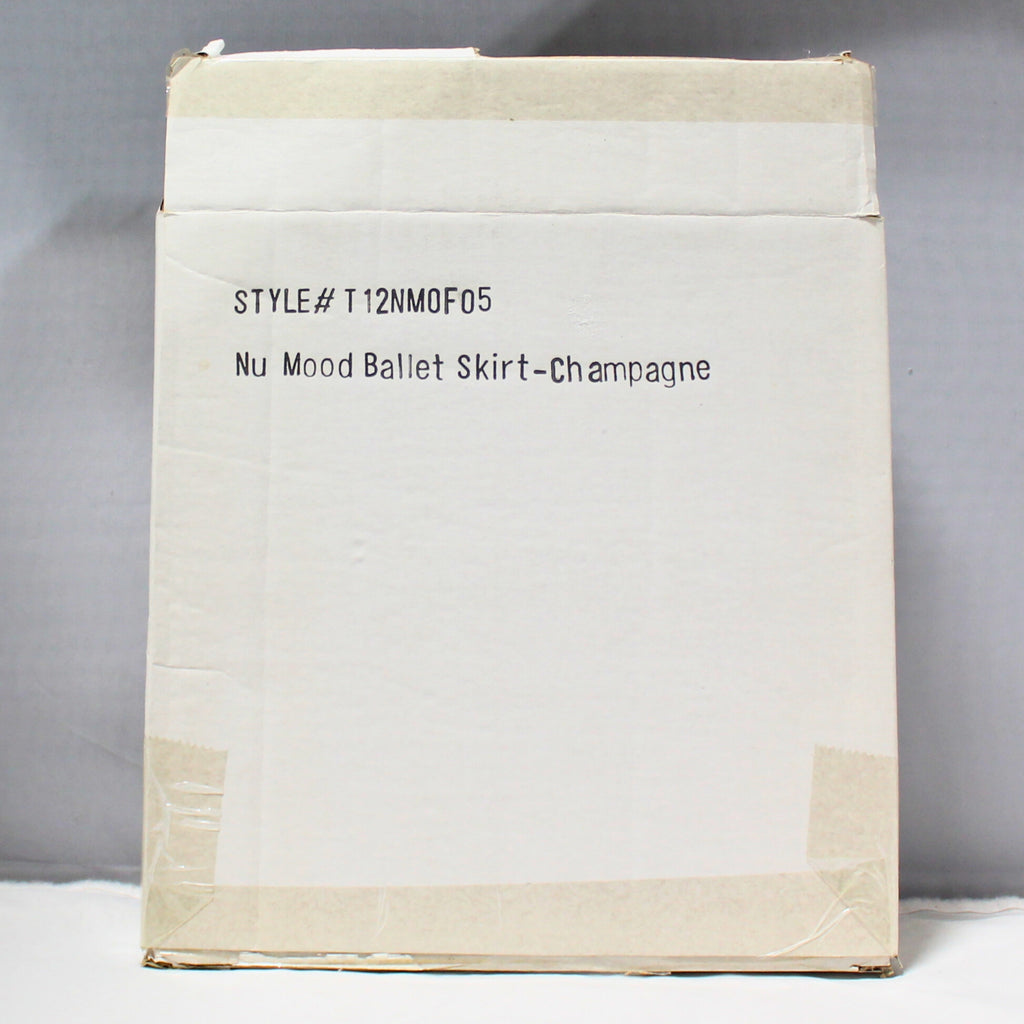 STYLE# T12NM0F05
Nu Mood Ballet Skirt-Champagne